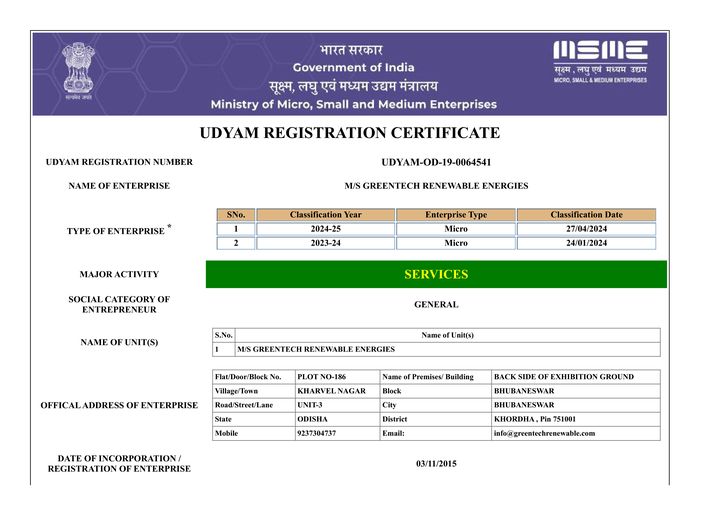 भारत सरकार
Government of India
सूक्ष्म, लघु एवं मध्यम उद्यम मंत्रालय
Ministry of Micro, Small and Medium Enterprises
सत्यमेव जयते
MSME
सूक्ष्म , लघु एवं मध्यम उद्यम
MICRO, SMALL & MEDIUM ENTERPRISES
UDYAM REGISTRATION CERTIFICATE
UDYAM REGISTRATION NUMBER UDYAM-OD-19-0064541
NAME OF ENTERPRISE M/S GREENTECH RENEWABLE ENERGIES
TYPE OF ENTERPRISE *
SNo. Classification Year Enterprise Type Classification Date
1 2024-25 Micro 27/04/2024
2 2023-24 Micro 24/01/2024
MAJOR ACTIVITY SERVICES
SOCIAL CATEGORY OF
ENTREPRENEUR
GENERAL
NAME OF UNIT(S)
S.No. Name of Unit(s)
1 M/S GREENTECH RENEWABLE ENERGIES
OFFICAL ADDRESS OF ENTERPRISE
Flat/Door/Block No. PLOT NO-186 Name of Premises/ Building BACK SIDE OF EXHIBITION GROUND
Village/Town KHARVEL NAGAR Block BHUBANESWAR
Road/Street/Lane UNIT-3 City BHUBANESWAR
State ODISHA District KHORDHA , Pin 751001
Mobile 9237304737 Email: info@greentechrenewable.com
DATE OF INCORPORATION /
REGISTRATION OF ENTERPRISE
03/11/2015